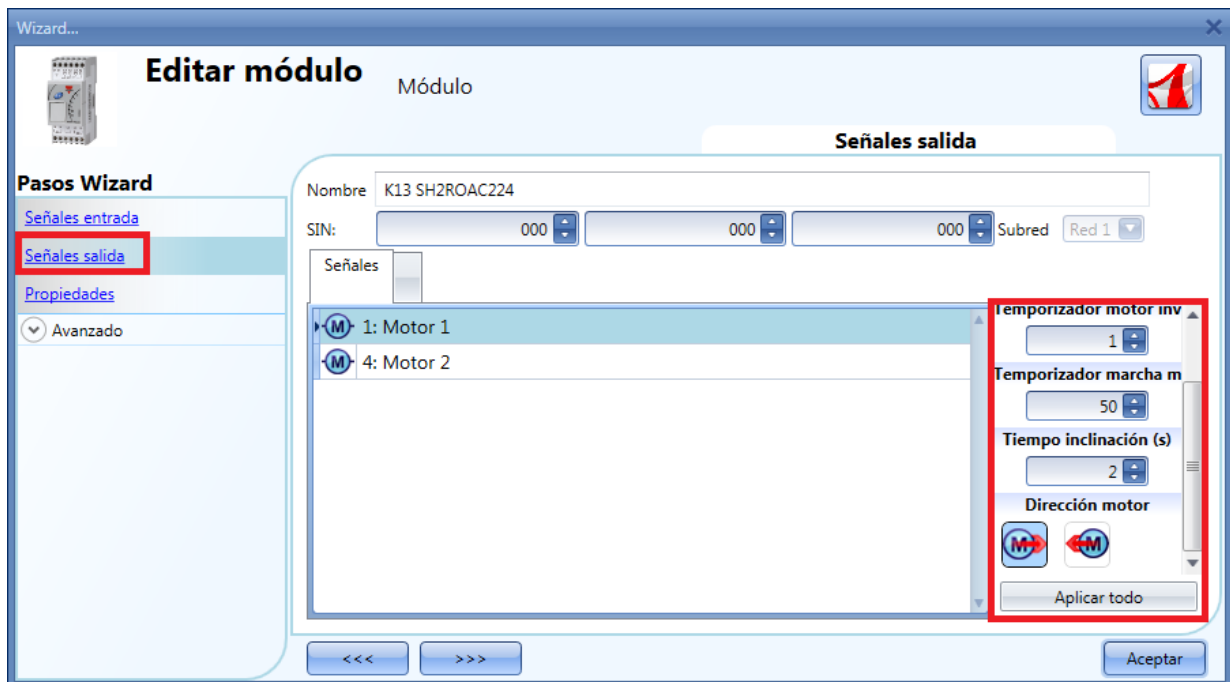 Wizard...
Editar módulo
Módulo
Señales salida
Pasos Wizard
Señales entrada
Señales salida
Propiedades
Avanzado
Nombre K13 SH2ROAC224
SIN: 000 000 000 Subred Red 1
Señales
M 1: Motor 1
M 4: Motor 2
Temporizador motor inv
1
Temporizador marcha m
50
Tiempo inclinación (s)
2
Dirección motor
M M
Aplicar todo
<<< >>> Aceptar